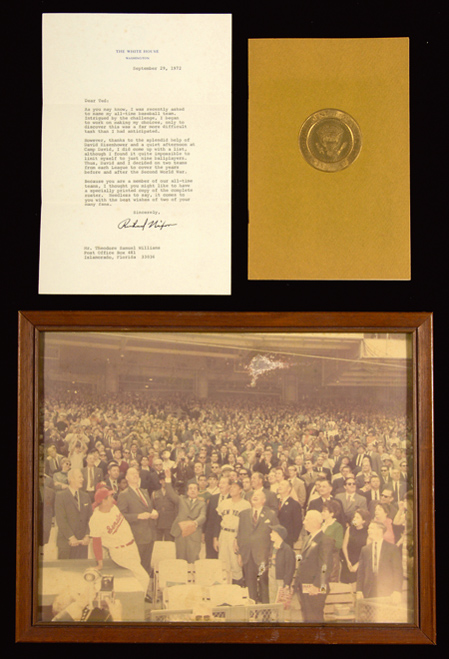 THE WHITE HOUSE
WASHINGTON
September 29, 1972
Dear Ted:
As you may know, I was recently asked
to name my all-time baseball team.
Intrigued by the challenge, I began
to work on making my choices, only to
discover this was a far more difficult
task than I had anticipated.
However, thanks to the splendid help of
David Eisenhower and a quiet afternoon at
Camp David, I did come up with a list,
although I found it quite impossible to
limit myself to just nine ballplayers.
Thus, David and I decided on two teams
from each League to cover the years
before and after the Second World War.
Because you are a member of our all-time
teams, I thought you might like to have
a specially printed copy of the complete
roster. Needless to say, it comes to
you with the best wishes of two of your
many fans.
Sincerely,
Richard Nixon
Mr. Theodore Samuel Williams
Post Office Box 481
Islamorada, Florida 33036
NEW YORK